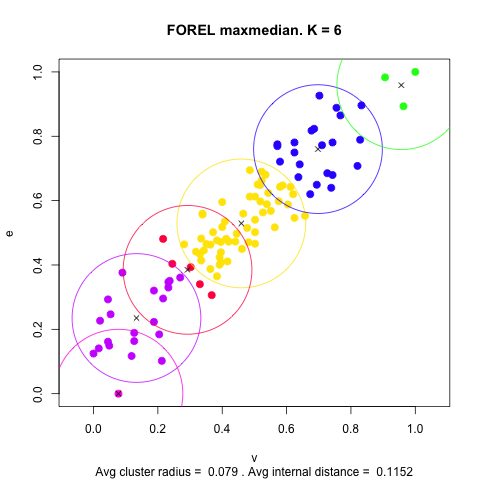 FOREL maxmedian. K = 6
1.0
0.8
0.6
0.4
0.2
0.0
e
0.0 0.2 0.4 0.6 0.8 1.0
v
Avg cluster radius =  0.079 . Avg internal distance =  0.1152